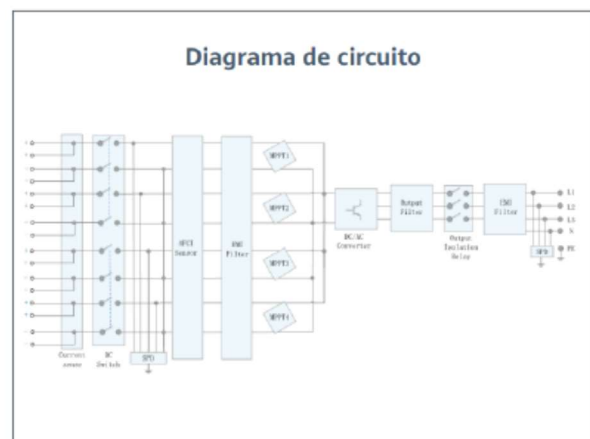 Diagrama de circuito
MPPT1
MPPT2
MPPT3
MPPT4
AFCI
Sensor
EMI
Filter
DC/AC
Converter
Output
Filter
Output
Isolation
Relay
EMI
Filter
L1
L2
L3
N
PE
SPD
Current
sensor
DC
Switch
SPD